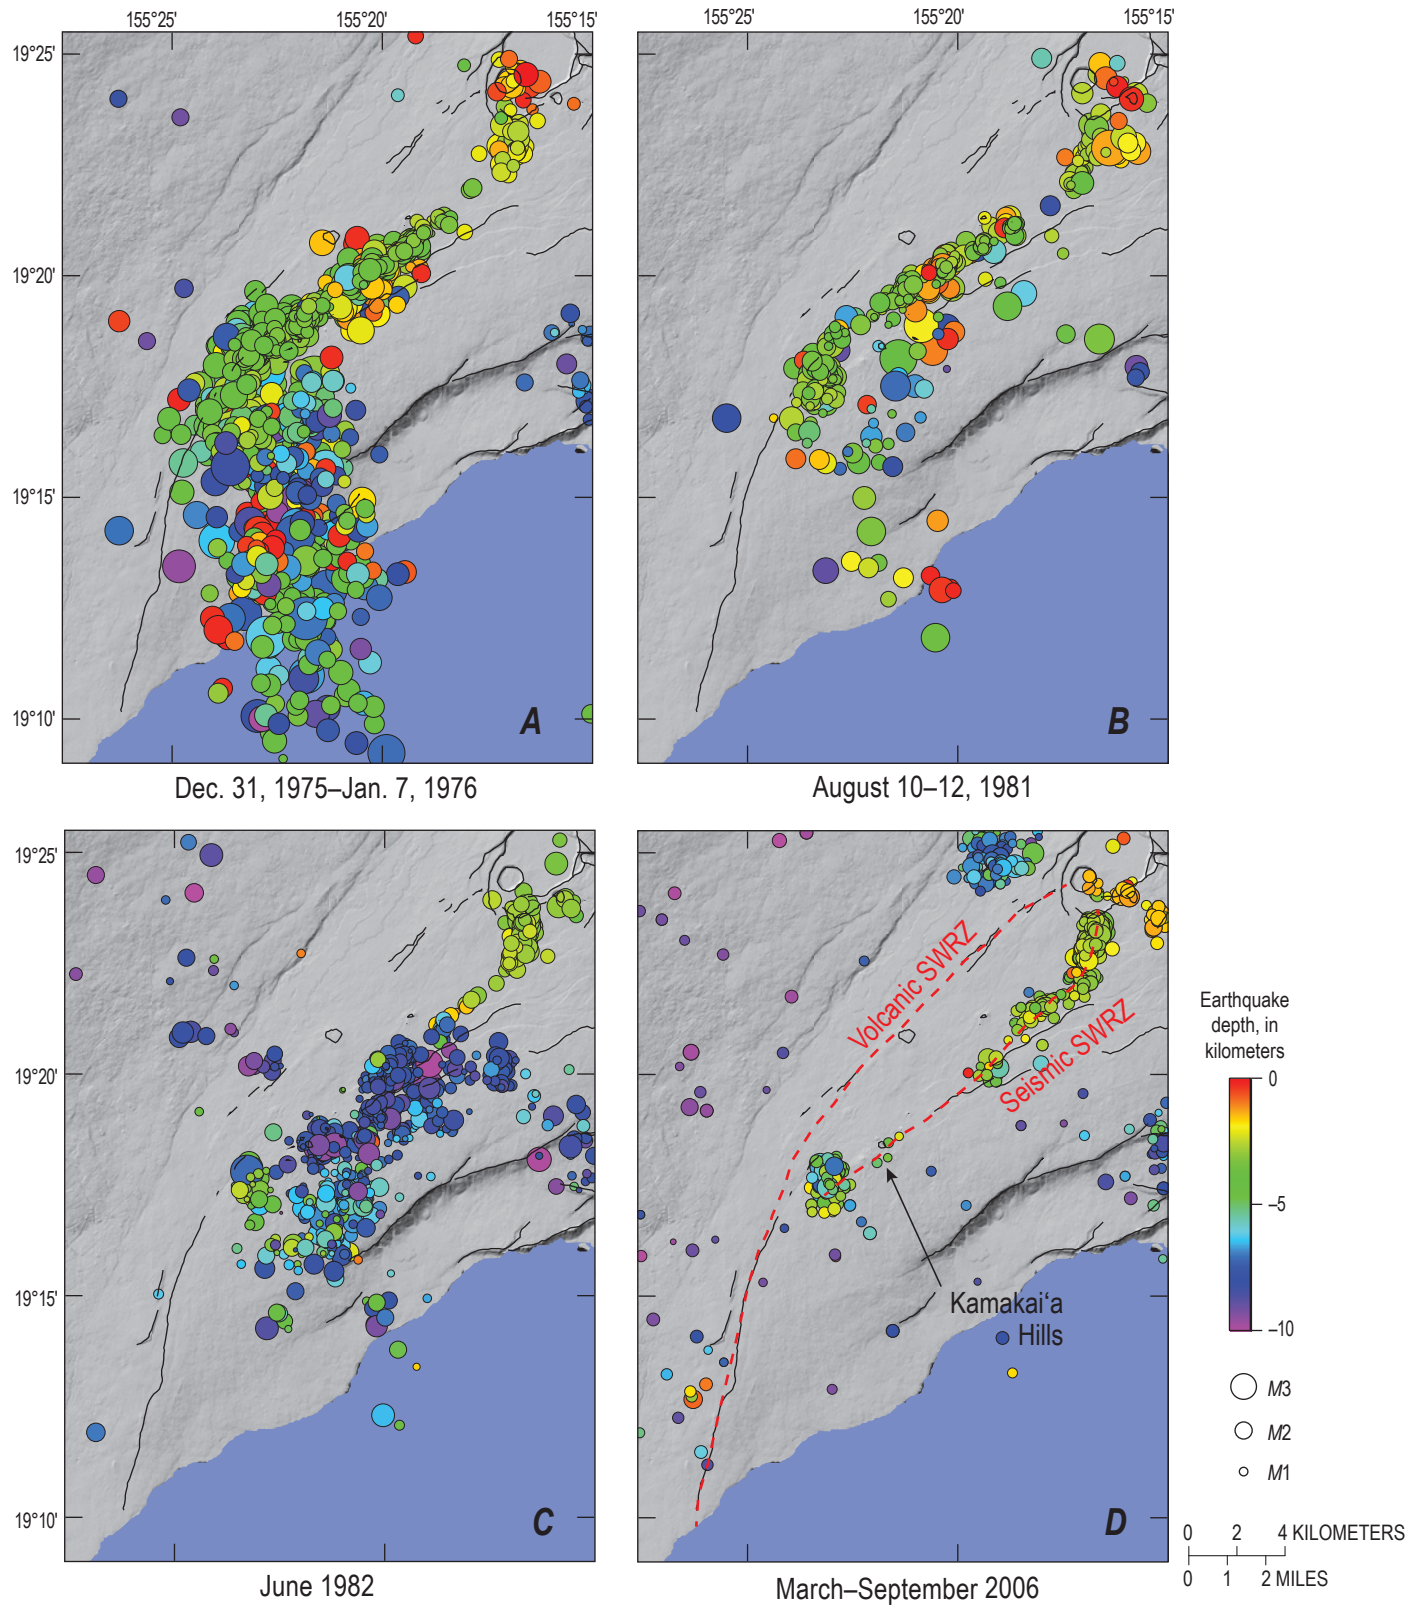 155°25'
155°20'
155°15'
155°25'
155°20'
155°15'
19°25'
19°20'
19°15'
19°10'
A
B
Dec. 31, 1975–Jan. 7, 1976
August 10–12, 1981
19°25'
19°20'
19°15'
19°10'
Volcanic SWRZ
Seismic SWRZ
Kamakai‘a
Hills
C
D
June 1982
March–September 2006
Earthquake
depth, in
kilometers
0
–5
–10
M3
M2
M1
0 2 4 KILOMETERS
0 1 2 MILES